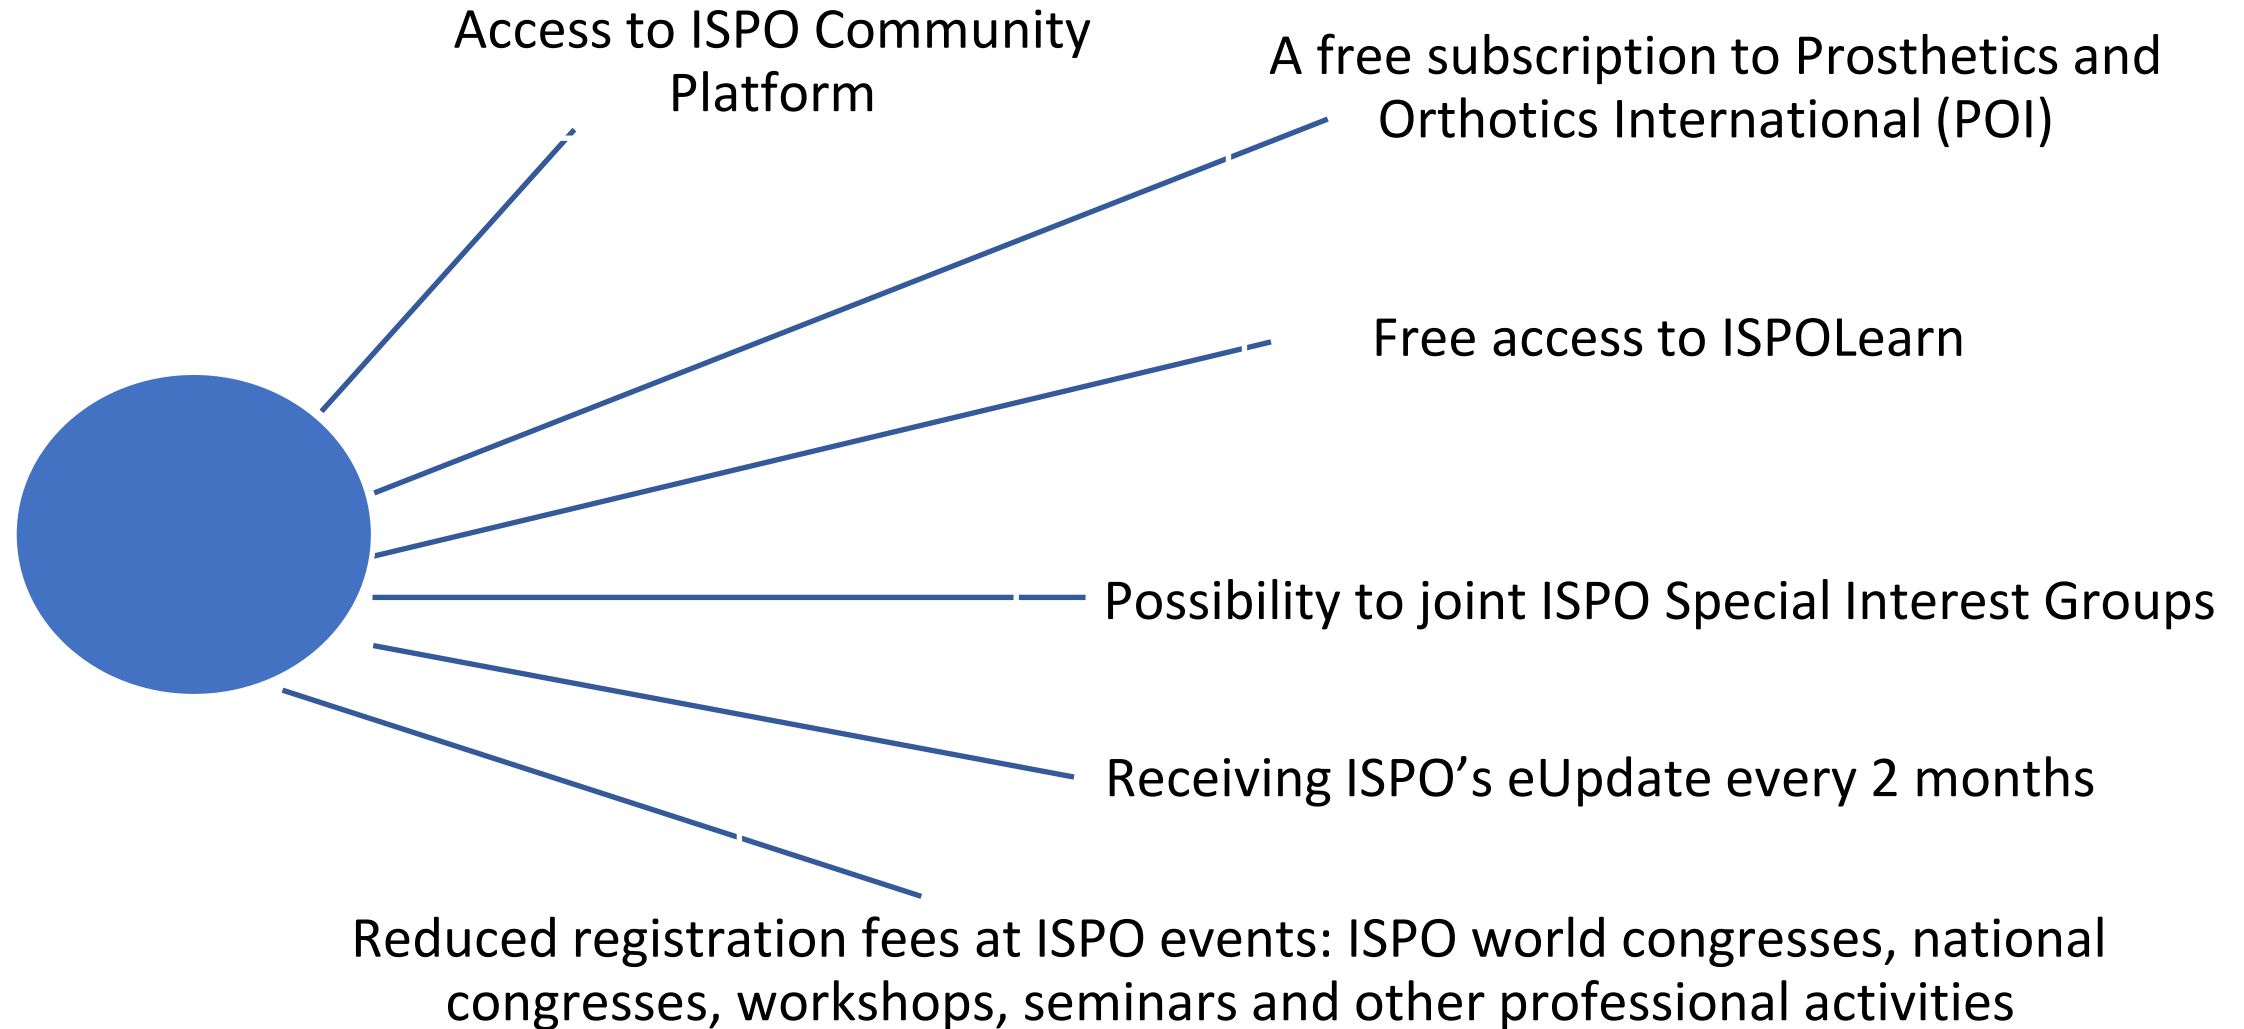 Access to ISPO Community
Platform
A free subscription to Prosthetics and
Orthotics International (POI)
Free access to ISPOLearn
Possibility to joint ISPO Special Interest Groups
Receiving ISPO’s eUpdate every 2 months
Reduced registration fees at ISPO events: ISPO world congresses, national
congresses, workshops, seminars and other professional activities